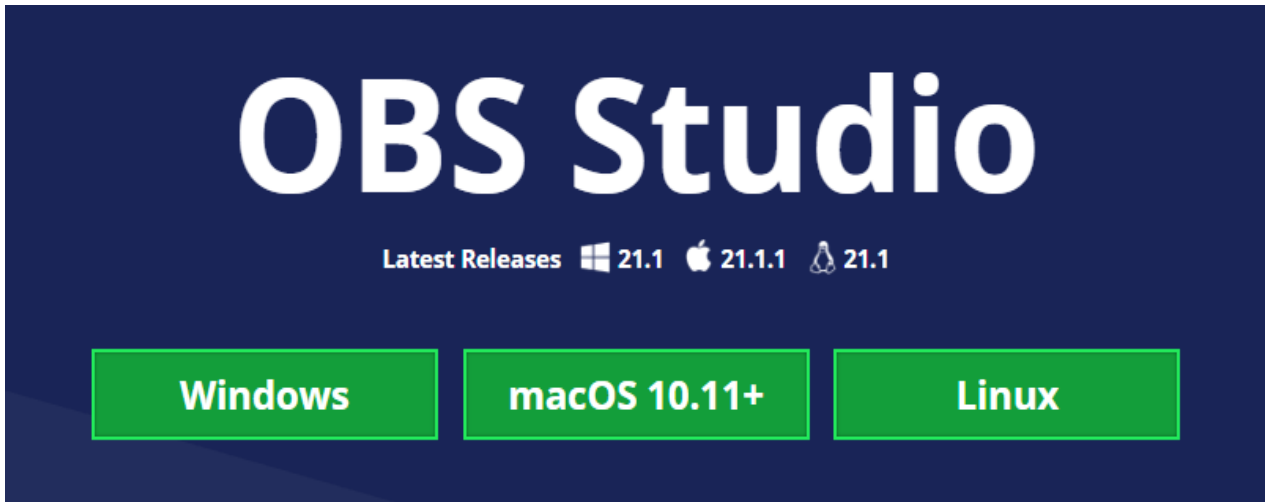 OBS Studio
Latest Releases 21.1 21.1.1 21.1
Windows macOS 10.11+ Linux